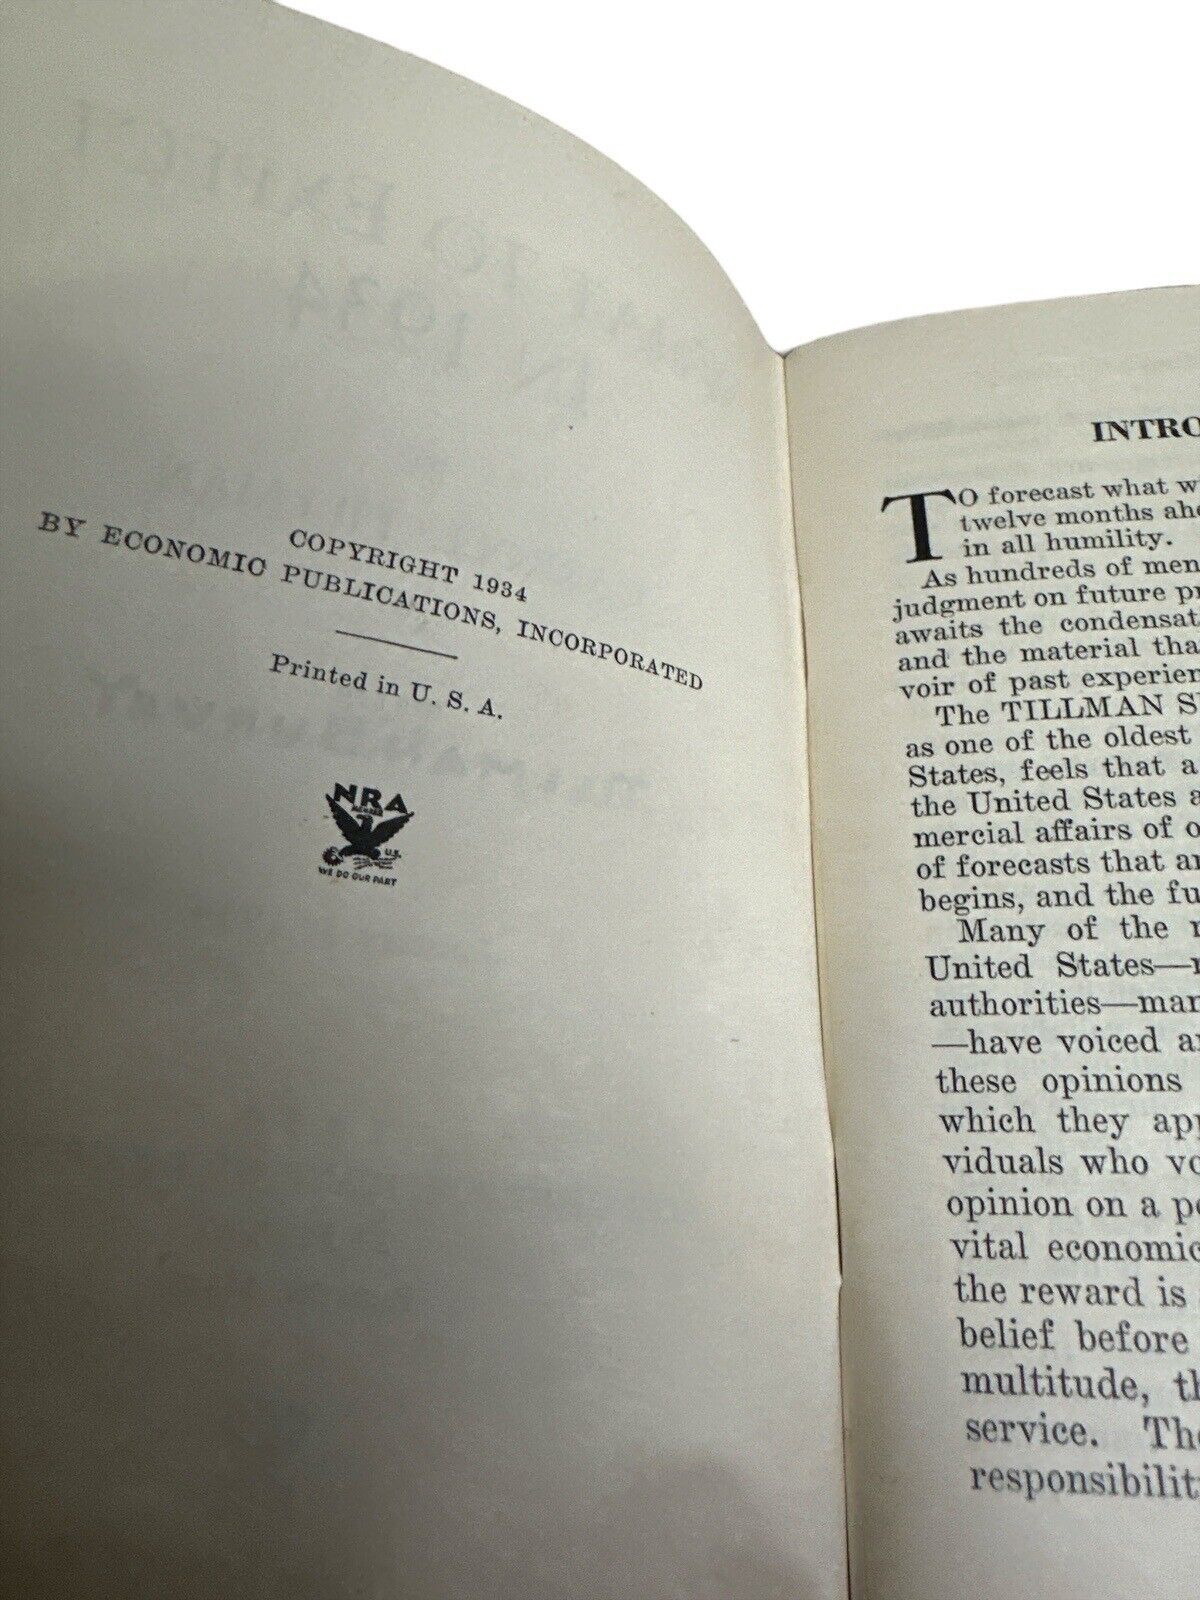 COPYRIGHT 1934
BY ECONOMIC PUBLICATIONS, INCORPORATED
Printed in U. S. A.
NRA
MEMBER
U.S.
WE DO OUR PART
INTRO
TO forecast what w
twelve months ahe
in all humility.
As hundreds of men
judgment on future pr
awaits the condensat
and the material tha
voir of past experien
The TILLMAN S
as one of the oldest
States, feels that a
the United States a
mercial affairs of o
of forecasts that ar
begins, and the fu
Many of the
United States—
authorities—mar
—have voiced a
these opinions
which they app
viduals who vo
opinion on a po
vital economic
the reward is
belief before
multitude, th
service. The
responsibilit